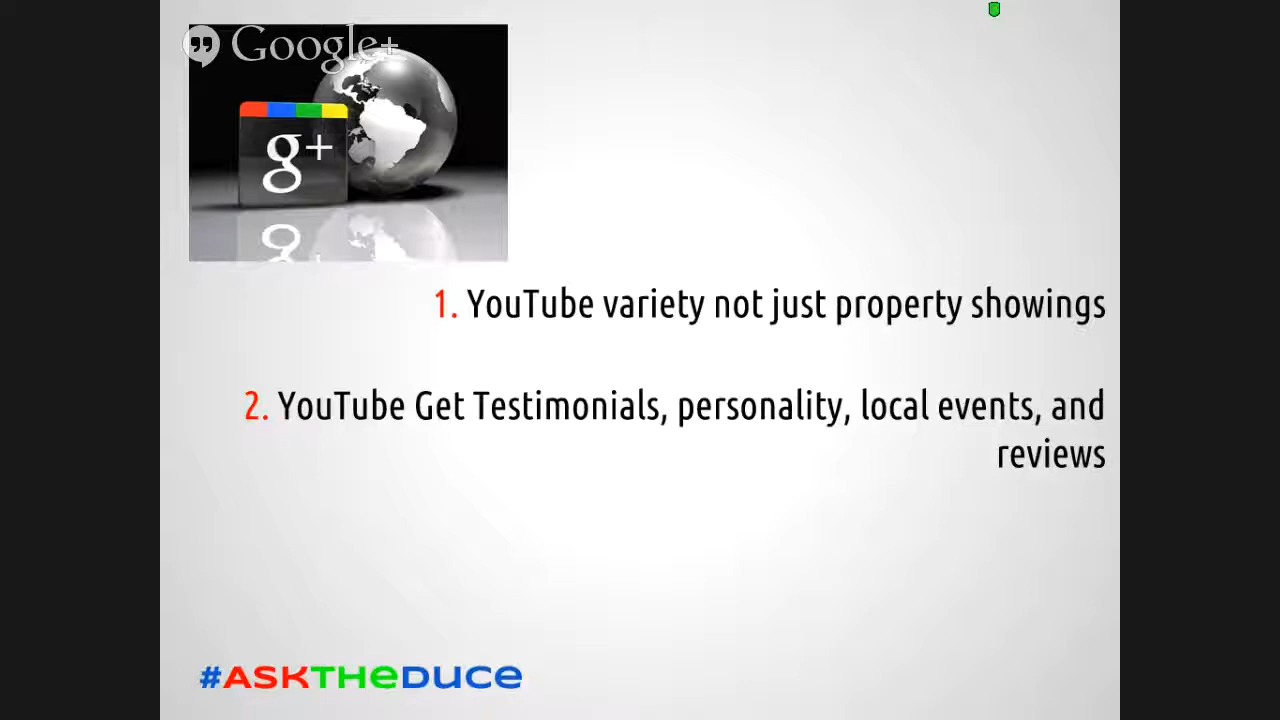 Google+
g+
1. YouTube variety not just property showings
2. YouTube Get Testimonials, personality, local events, and
reviews
#ASKTHEDUCE